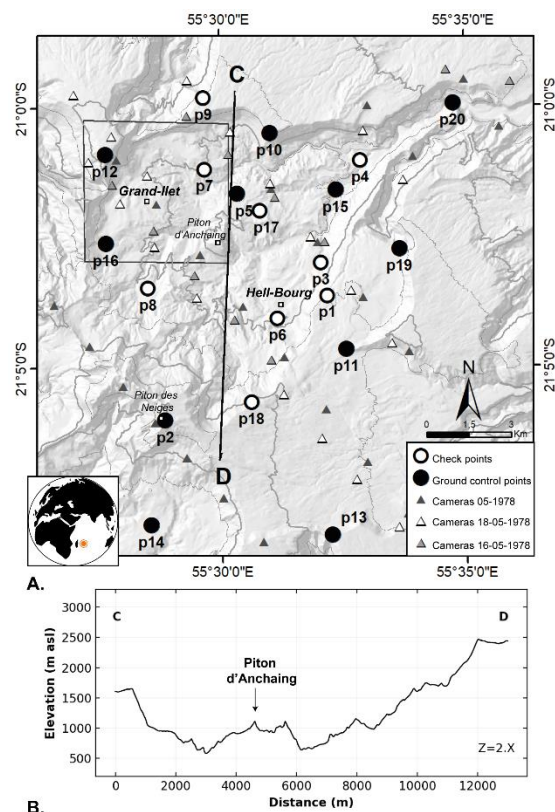 55°30'0"E 55°35'0"E
C
21°0'0"S 21°0'0"S
p9
p20
p10
p12
p7
p4
Grand-Ilet
Piton
d'Anchaing
p5
p15
p17
p16
p19
p3
p8
Hell-Bourg
p1
p6
N
21°5'0"S 21°5'0"S
p11
Piton des
Neiges
p18
p2
0 1.5 3
Km
Check points
Ground control points
D
Cameras 05-1978
Cameras 18-05-1978
Cameras 16-05-1978
p13
p14
A.
55°30'0"E 55°35'0"E
C D
3000
2500
2000
1500
1000
500
Elevation (m asl)
Piton
d'Anchaing
Z=2.X
0 2000 4000 6000 8000 10000 12000
Distance (m)
B.